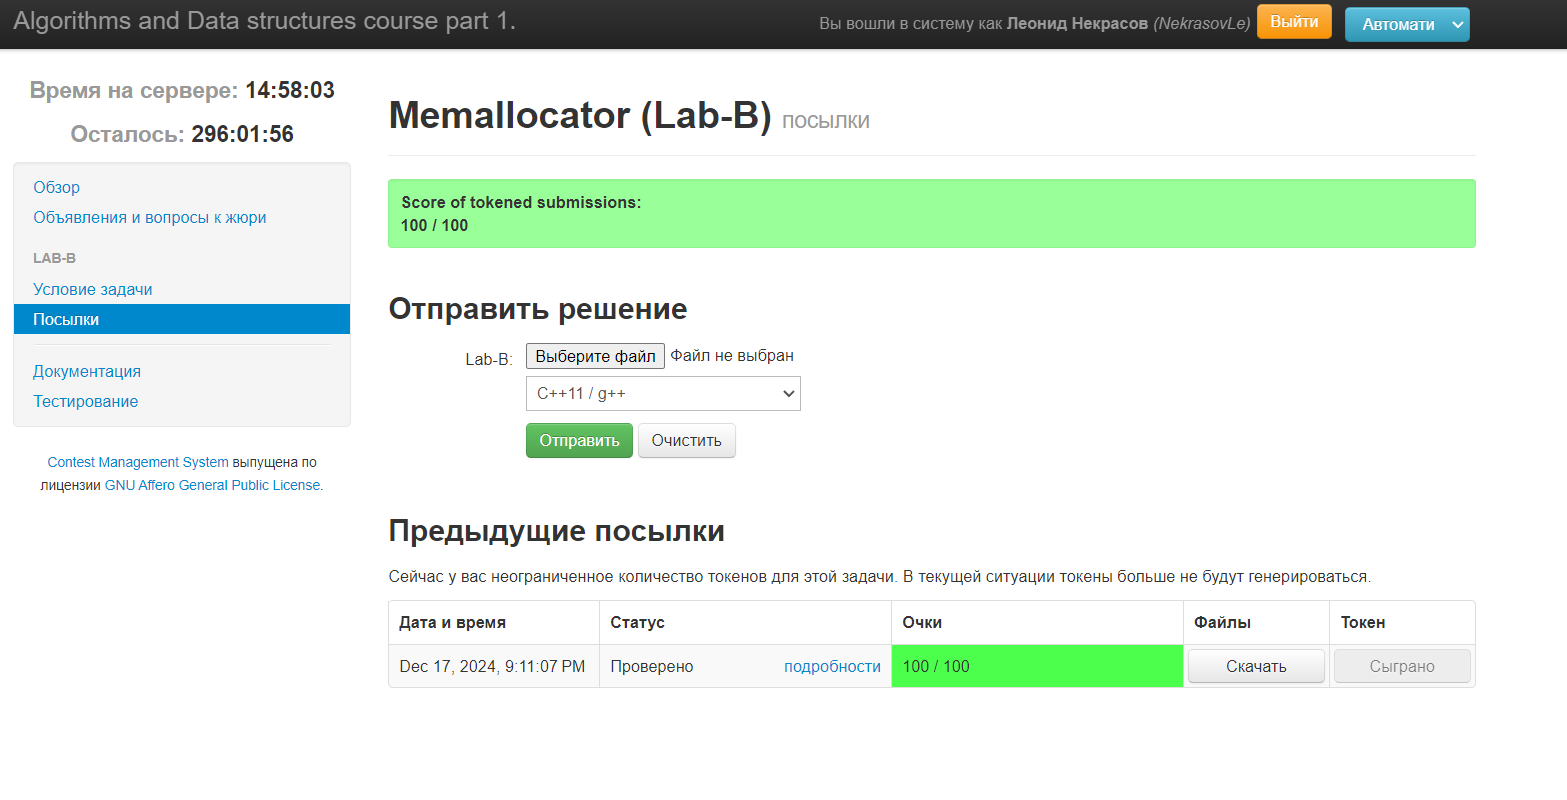 Algorithms and Data structures course part 1.
Вы вошли в систему как Леонид Некрасов (NekrasovLe) Выйти Автомати
Время на сервере: 14:58:03
Осталось: 296:01:56
Обзор
Объявления и вопросы к жюри
LAB-B
Условие задачи
Посылки
Документация
Тестирование
Contest Management System выпущена по
лицензии GNU Affero General Public License.
Memallocator (Lab-B) посылки
Score of tokened submissions:
100 / 100
Отправить решение
Lab-B: Выберите файл Файл не выбран
C++11 / g++
Отправить Очистить
Предыдущие посылки
Сейчас у вас неограниченное количество токенов для этой задачи. В текущей ситуации токены больше не будут генерироваться.
Дата и время Статус Очки Файлы Токен
Dec 17, 2024, 9:11:07 PM Проверено подробности 100 / 100 Скачать Сыграно